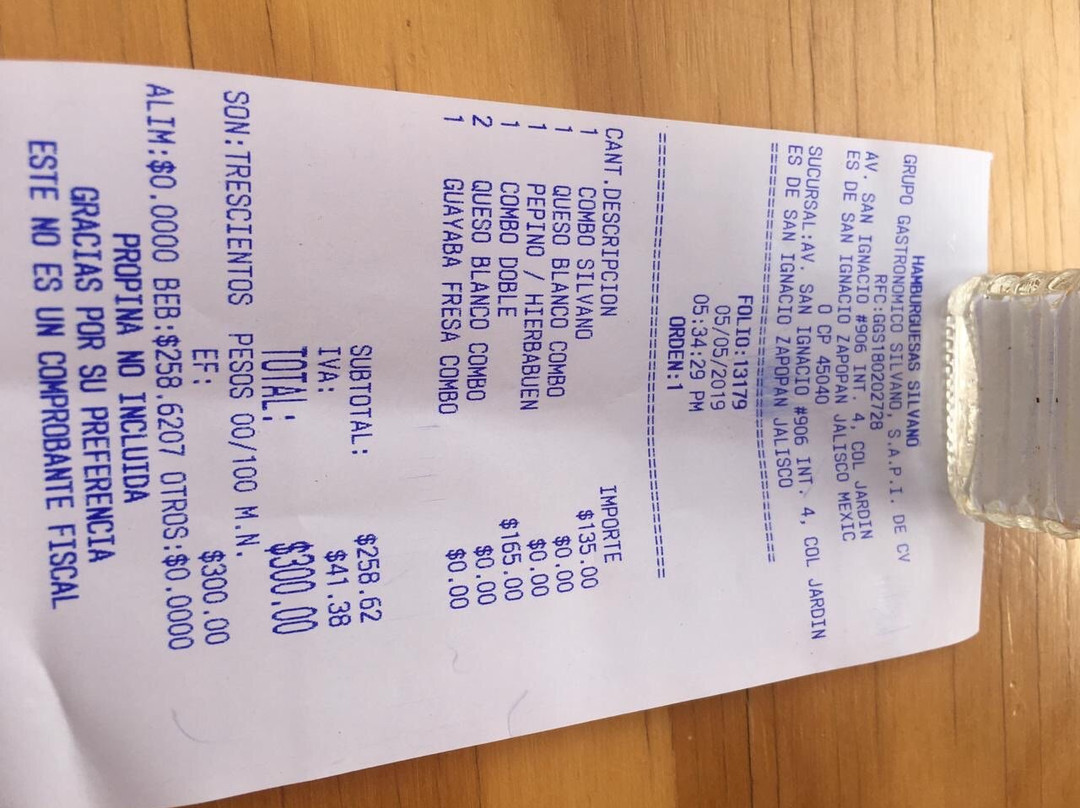 HAMBURGUESAS SILVANO
GRUPO GASTRONOMICO SILVANO, S.A.P.I. DE CV
RFC:GGS180202728
AV. SAN IGNACIO #906 INT. 4, COL JARDIN
ES DE SAN IGNACIO ZAPOPAN JALISCO MEXIC
O CP 45040
SUCURSAL:AV. SAN IGNACIO #906 INT. 4, COL JARDIN
ES DE SAN IGNACIO ZAPOPAN JALISCO
==========================================
FOLIO:13179
05/05/2019
05:34:29 PM
ORDEN:1
==========================================
CANT.DESCRIPCION IMPORTE
1 COMBO SILVANO $135.00
1 QUESO BLANCO COMBO $0.00
1 PEPINO / HIERBABUEN $0.00
1 COMBO DOBLE $165.00
2 QUESO BLANCO COMBO $0.00
1 GUAYABA FRESA COMBO $0.00
SUBTOTAL: $258.62
IVA: $41.38
TOTAL: $300.00
SON:TRESCIENTOS PESOS 00/100 M.N.
EF: $300.00
ALIM:$0.0000 BEB:$258.6207 OTROS:$0.0000
PROPINA NO INCLUIDA
GRACIAS POR SU PREFERENCIA
ESTE NO ES UN COMPROBANTE FISCAL